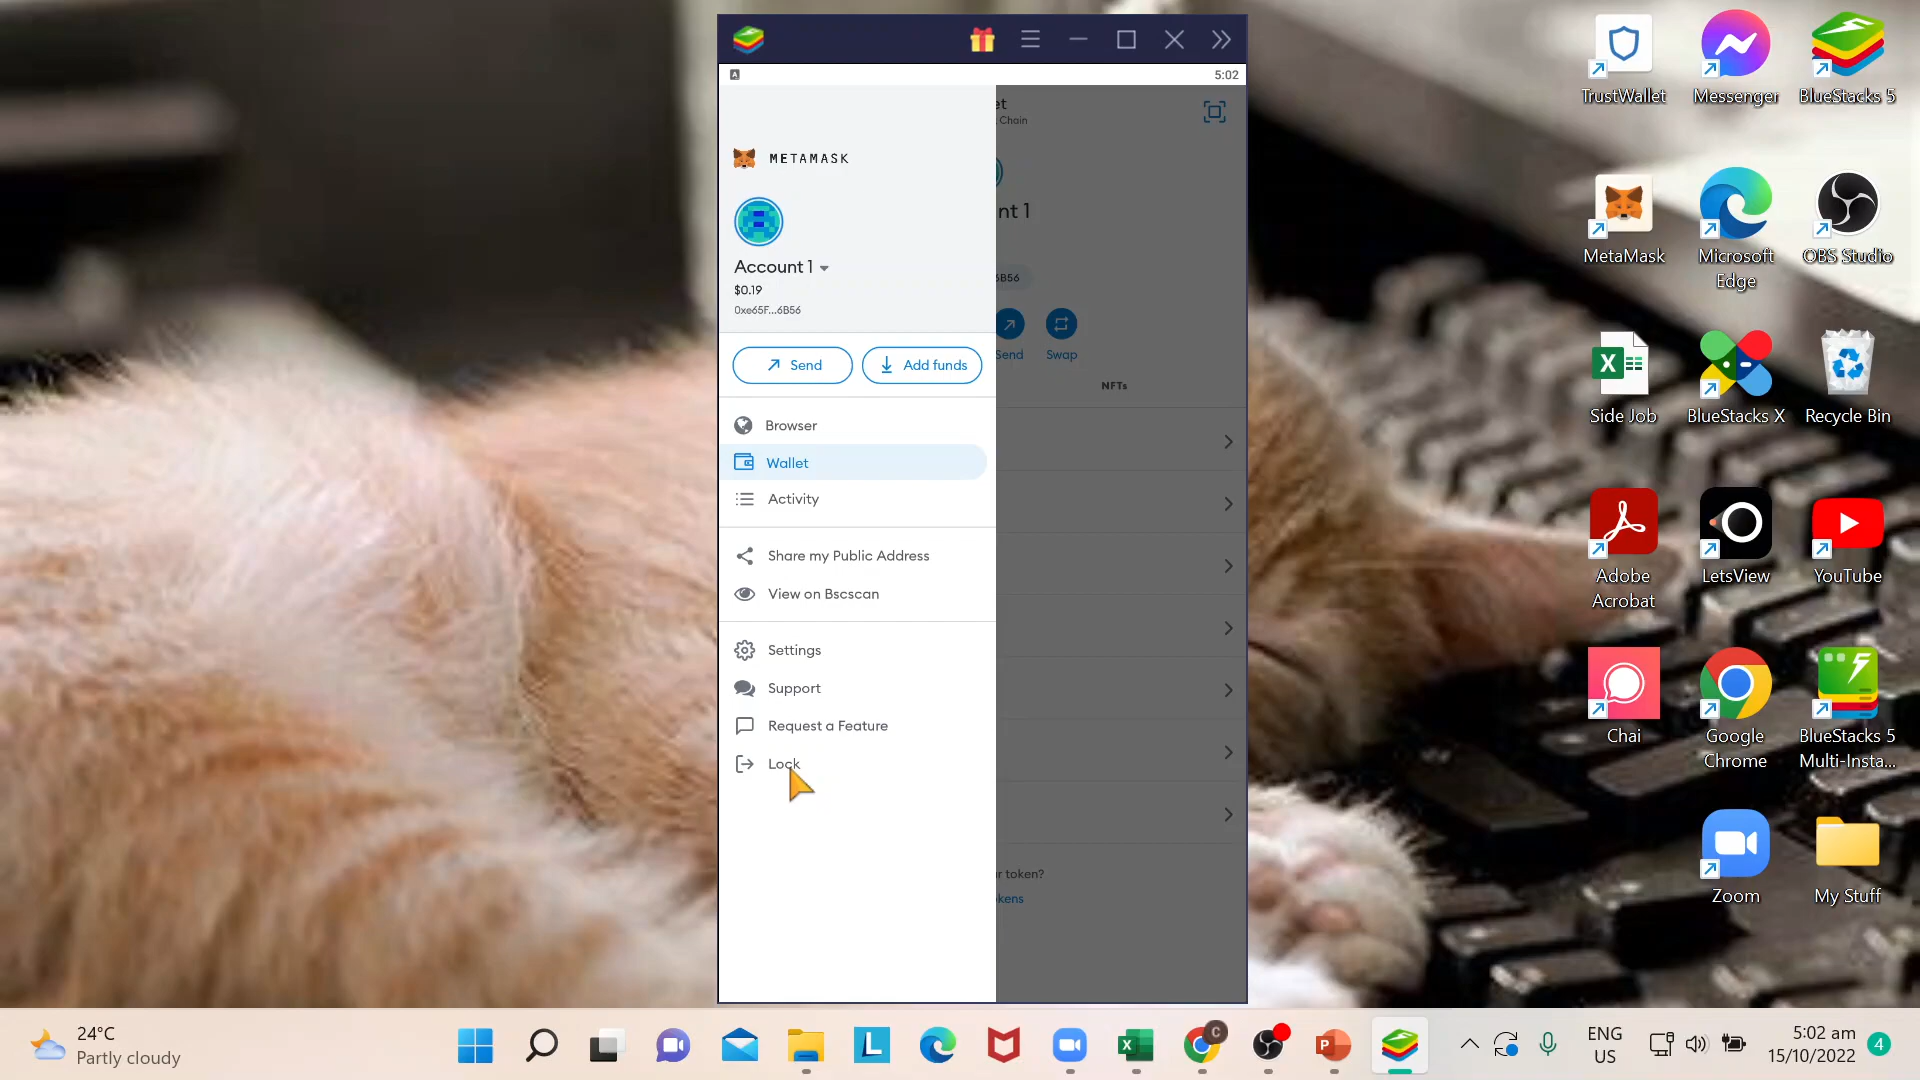 5:02
METAMASK
Account 1
$0.19
0xe65F...6B56
Send
Add funds
Browser
Wallet
Activity
Share my Public Address
View on Bscscan
Settings
Support
Request a Feature
Lock
et
Chain
nt 1
6B56
Send
Swap
NFTs
r token?
kens
TrustWallet
Messenger
BlueStacks 5
MetaMask
Microsoft
Edge
OBS Studio
Side Job
BlueStacks X
Recycle Bin
Adobe
Acrobat
LetsView
YouTube
Chai
Google
Chrome
BlueStacks 5
Multi-Insta...
Zoom
My Stuff
24°C
Partly cloudy
C
ENG
US
5:02 am
15/10/2022
4